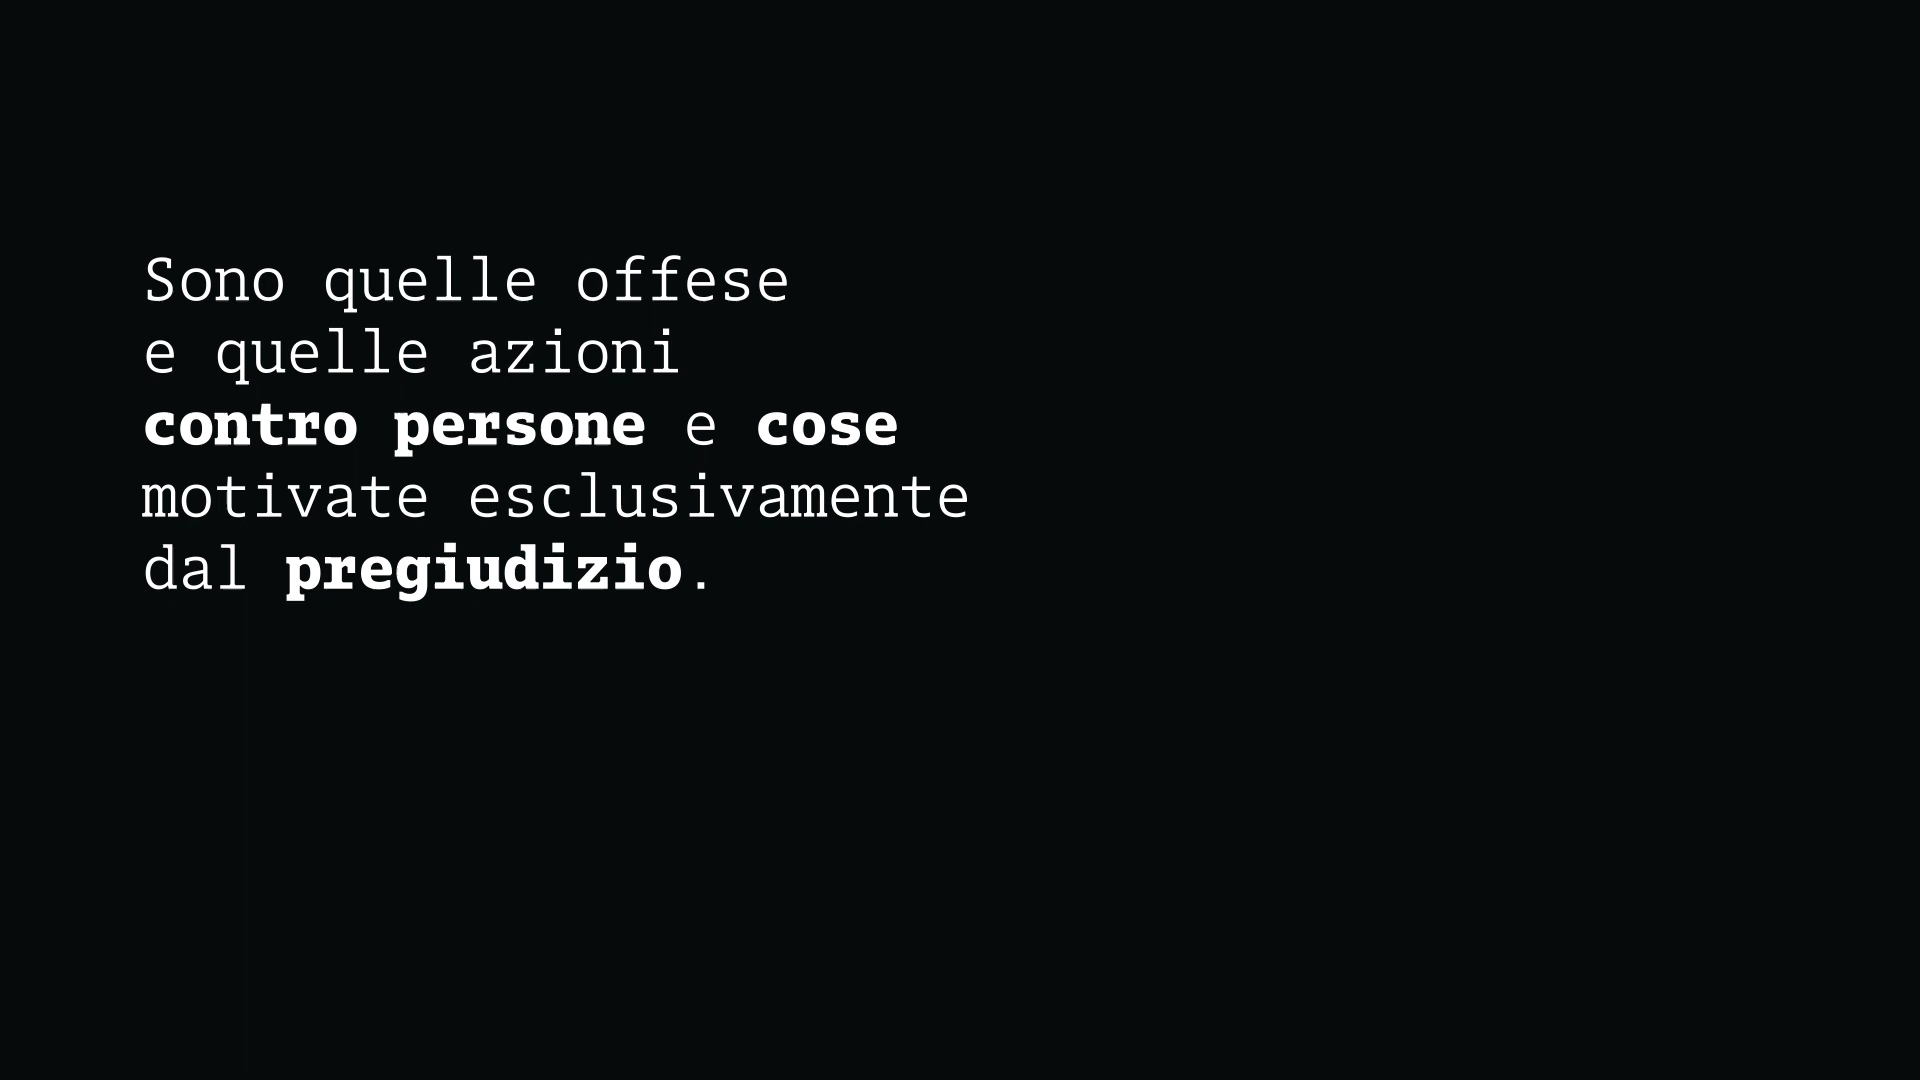 Sono quelle offese
e quelle azioni
contro persone e cose
motivate esclusivamente
dal pregiudizio.